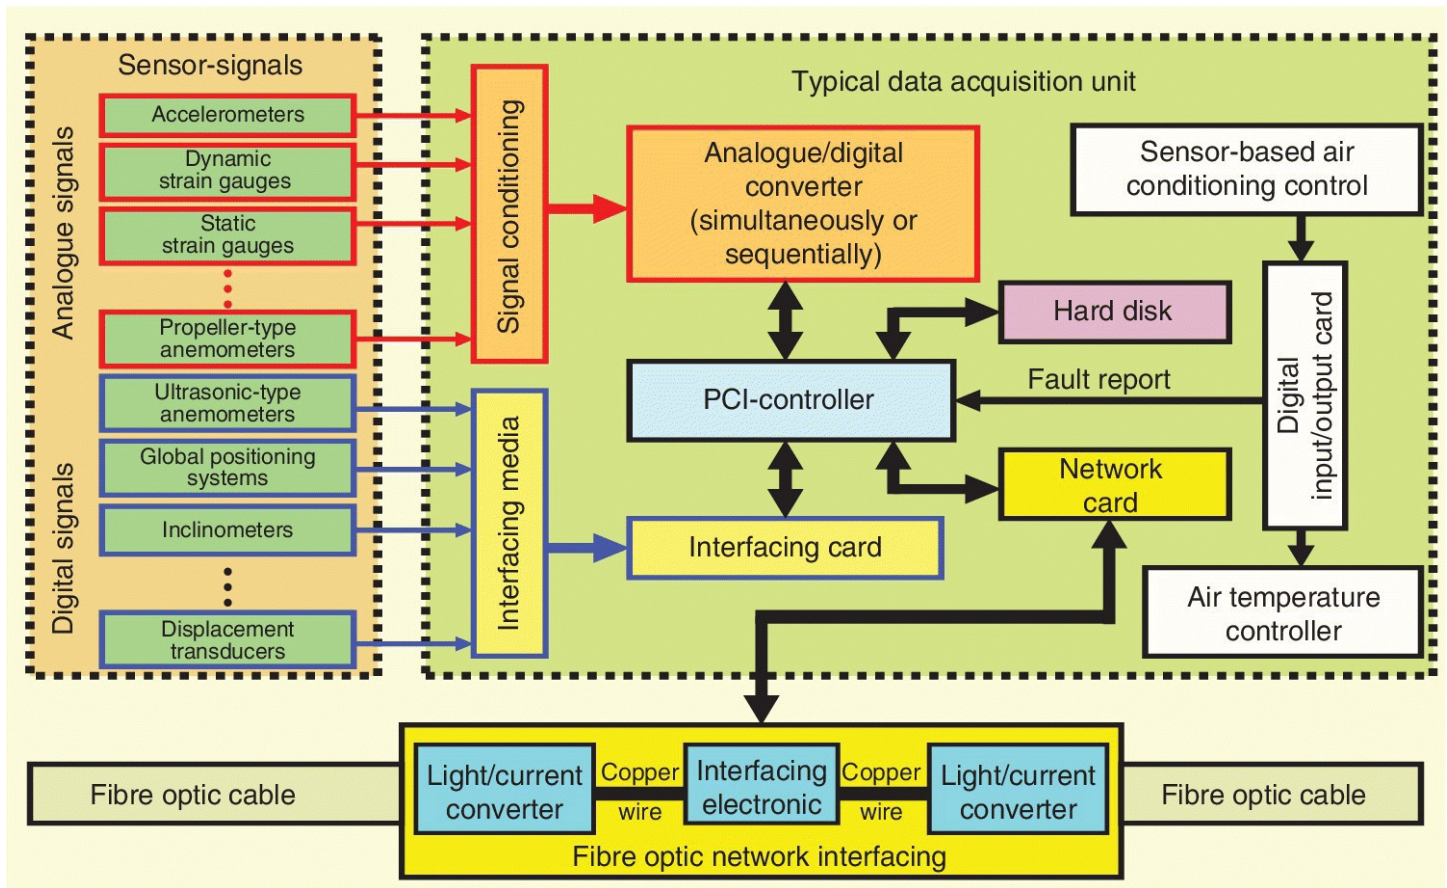 Sensor-signals
Analogue signals
Accelerometers
Dynamic
strain gauges
Static
strain gauges
Propeller-type
anemometers
Digital signals
Ultrasonic-type
anemometers
Global positioning
systems
Inclinometers
Displacement
transducers
Typical data acquisition unit
Signal conditioning
Interfacing media
Analogue/digital
converter
(simultaneously or
sequentially)
Sensor-based air
conditioning control
Hard disk
PCI-controller
Fault report
Digital
input/output card
Network
card
Interfacing card
Air temperature
controller
Fibre optic cable
Light/current
converter
Copper
wire
Interfacing
electronic
Copper
wire
Light/current
converter
Fibre optic cable
Fibre optic network interfacing